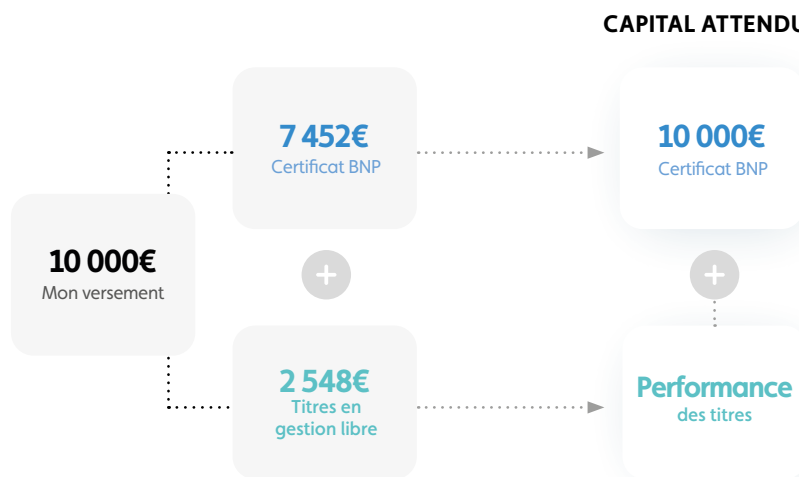 CAPITAL ATTENDU
7 452€
Certificat BNP
10 000€
Certificat BNP
10 000€
Mon versement
+
+
2 548€
Titres en
gestion libre
Performance
des titres